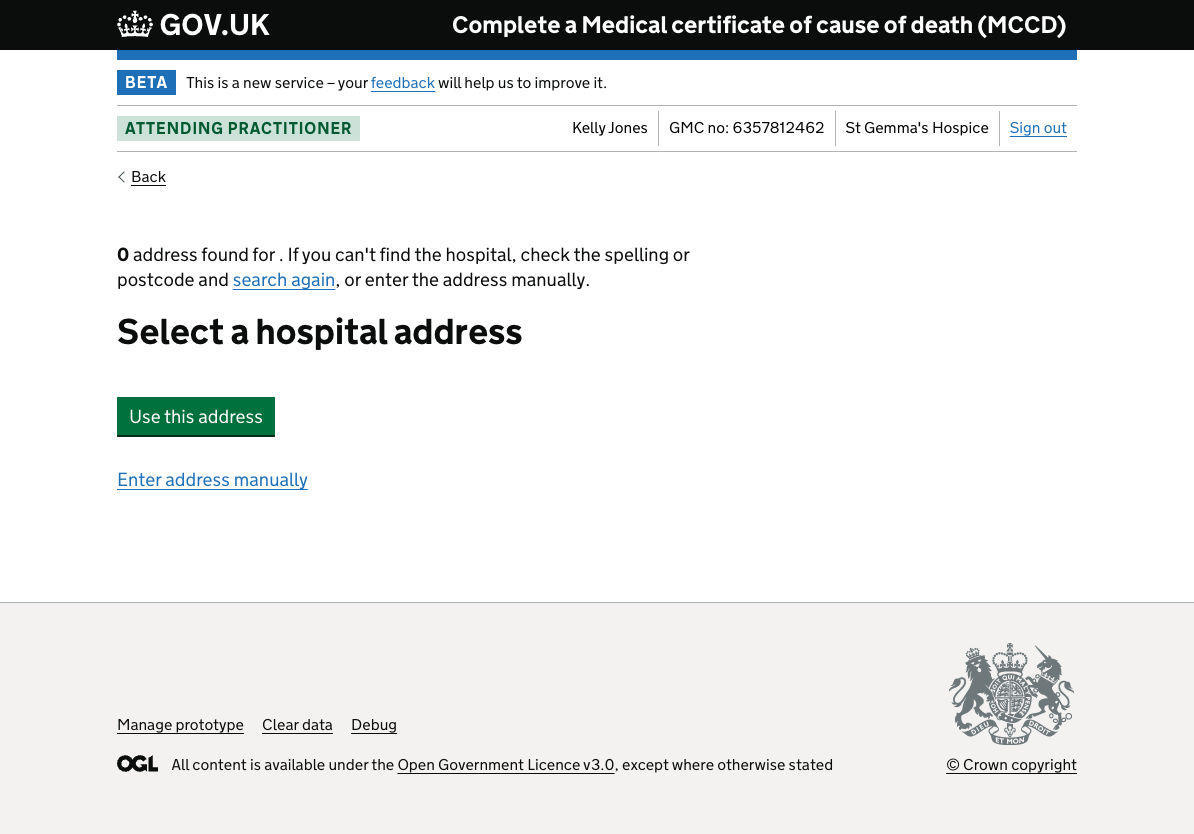 GOV.UK
Complete a Medical certificate of cause of death (MCCD)
BETA This is a new service – your feedback will help us to improve it.
ATTENDING PRACTITIONER
Kelly Jones
GMC no: 6357812462
St Gemma's Hospice
Sign out
Back
0 address found for . If you can't find the hospital, check the spelling or
postcode and search again, or enter the address manually.
Select a hospital address
Use this address
Enter address manually
Manage prototype
Clear data
Debug
DIEU ET MON DROIT
OGL All content is available under the Open Government Licence v3.0, except where otherwise stated
© Crown copyright